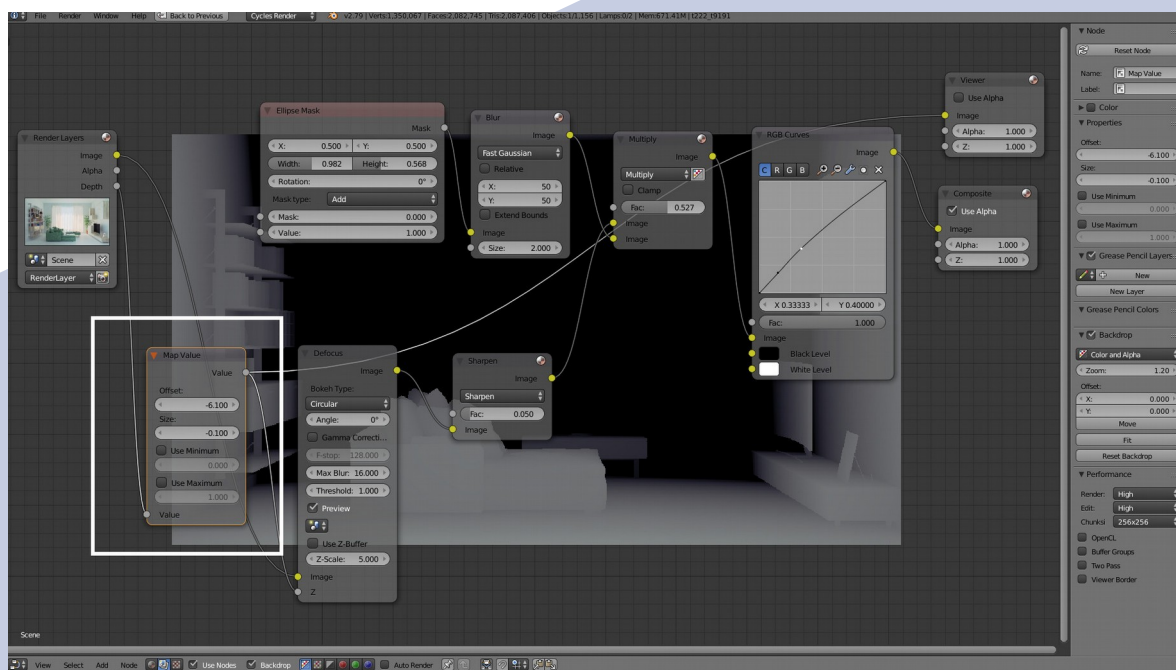 File Render Window Help Back to Previous Cycles Render v2.79 | Verts:1,350,067 | Faces:2,082,745 | Tris:2,087,406 | Objects:1/1,156 | Lamps:0/2 | Mem:671.41M | t222_t9191
Render Layers
Image
Alpha
Depth
Scene
RenderLayer
Ellipse Mask
Mask
X: 0.500 Y: 0.500
Width: 0.982 Height: 0.568
Rotation: 0°
Mask type: Add
Mask: 0.000
Value: 1.000
Blur
Image
Fast Gaussian
Relative
X: 50
Y: 50
Extend Bounds
Image
Size: 2.000
Multiply
Image
Multiply
Clamp
Fac: 0.527
Image
Image
RGB Curves
Image
C R G B
X 0.33333 Y 0.40000
Fac: 1.000
Image
Black Level
White Level
Viewer
Use Alpha
Image
Alpha: 1.000
Z: 1.000
Composite
Use Alpha
Image
Alpha: 1.000
Z: 1.000
Map Value
Value
Offset:
-6.100
Size:
-0.100
Use Minimum
0.000
Use Maximum
1.000
Value
Defocus
Image
Bokeh Type:
Circular
Angle: 0°
Gamma Correcti...
F-stop: 128.000
Max Blur: 16.000
Threshold: 1.000
Preview
Use Z-Buffer
Z-Scale: 5.000
Image
Z
Sharpen
Image
Sharpen
Fac: 0.050
Image
Node
Reset Node
Name: Map Value
Label:
Color
Properties
Offset:
-6.100
Size:
-0.100
Use Minimum
0.000
Use Maximum
1.000
Grease Pencil Layers
New
New Layer
Grease Pencil Colors
Backdrop
Color and Alpha
Zoom: 1.20
Offset:
X: 0.000
Y: 0.000
Move
Fit
Reset Backdrop
Performance
Render: High
Edit: High
Chunksi 256x256
OpenCL
Buffer Groups
Two Pass
Viewer Border
Scene
View Select Add Node Use Nodes Backdrop Auto Render